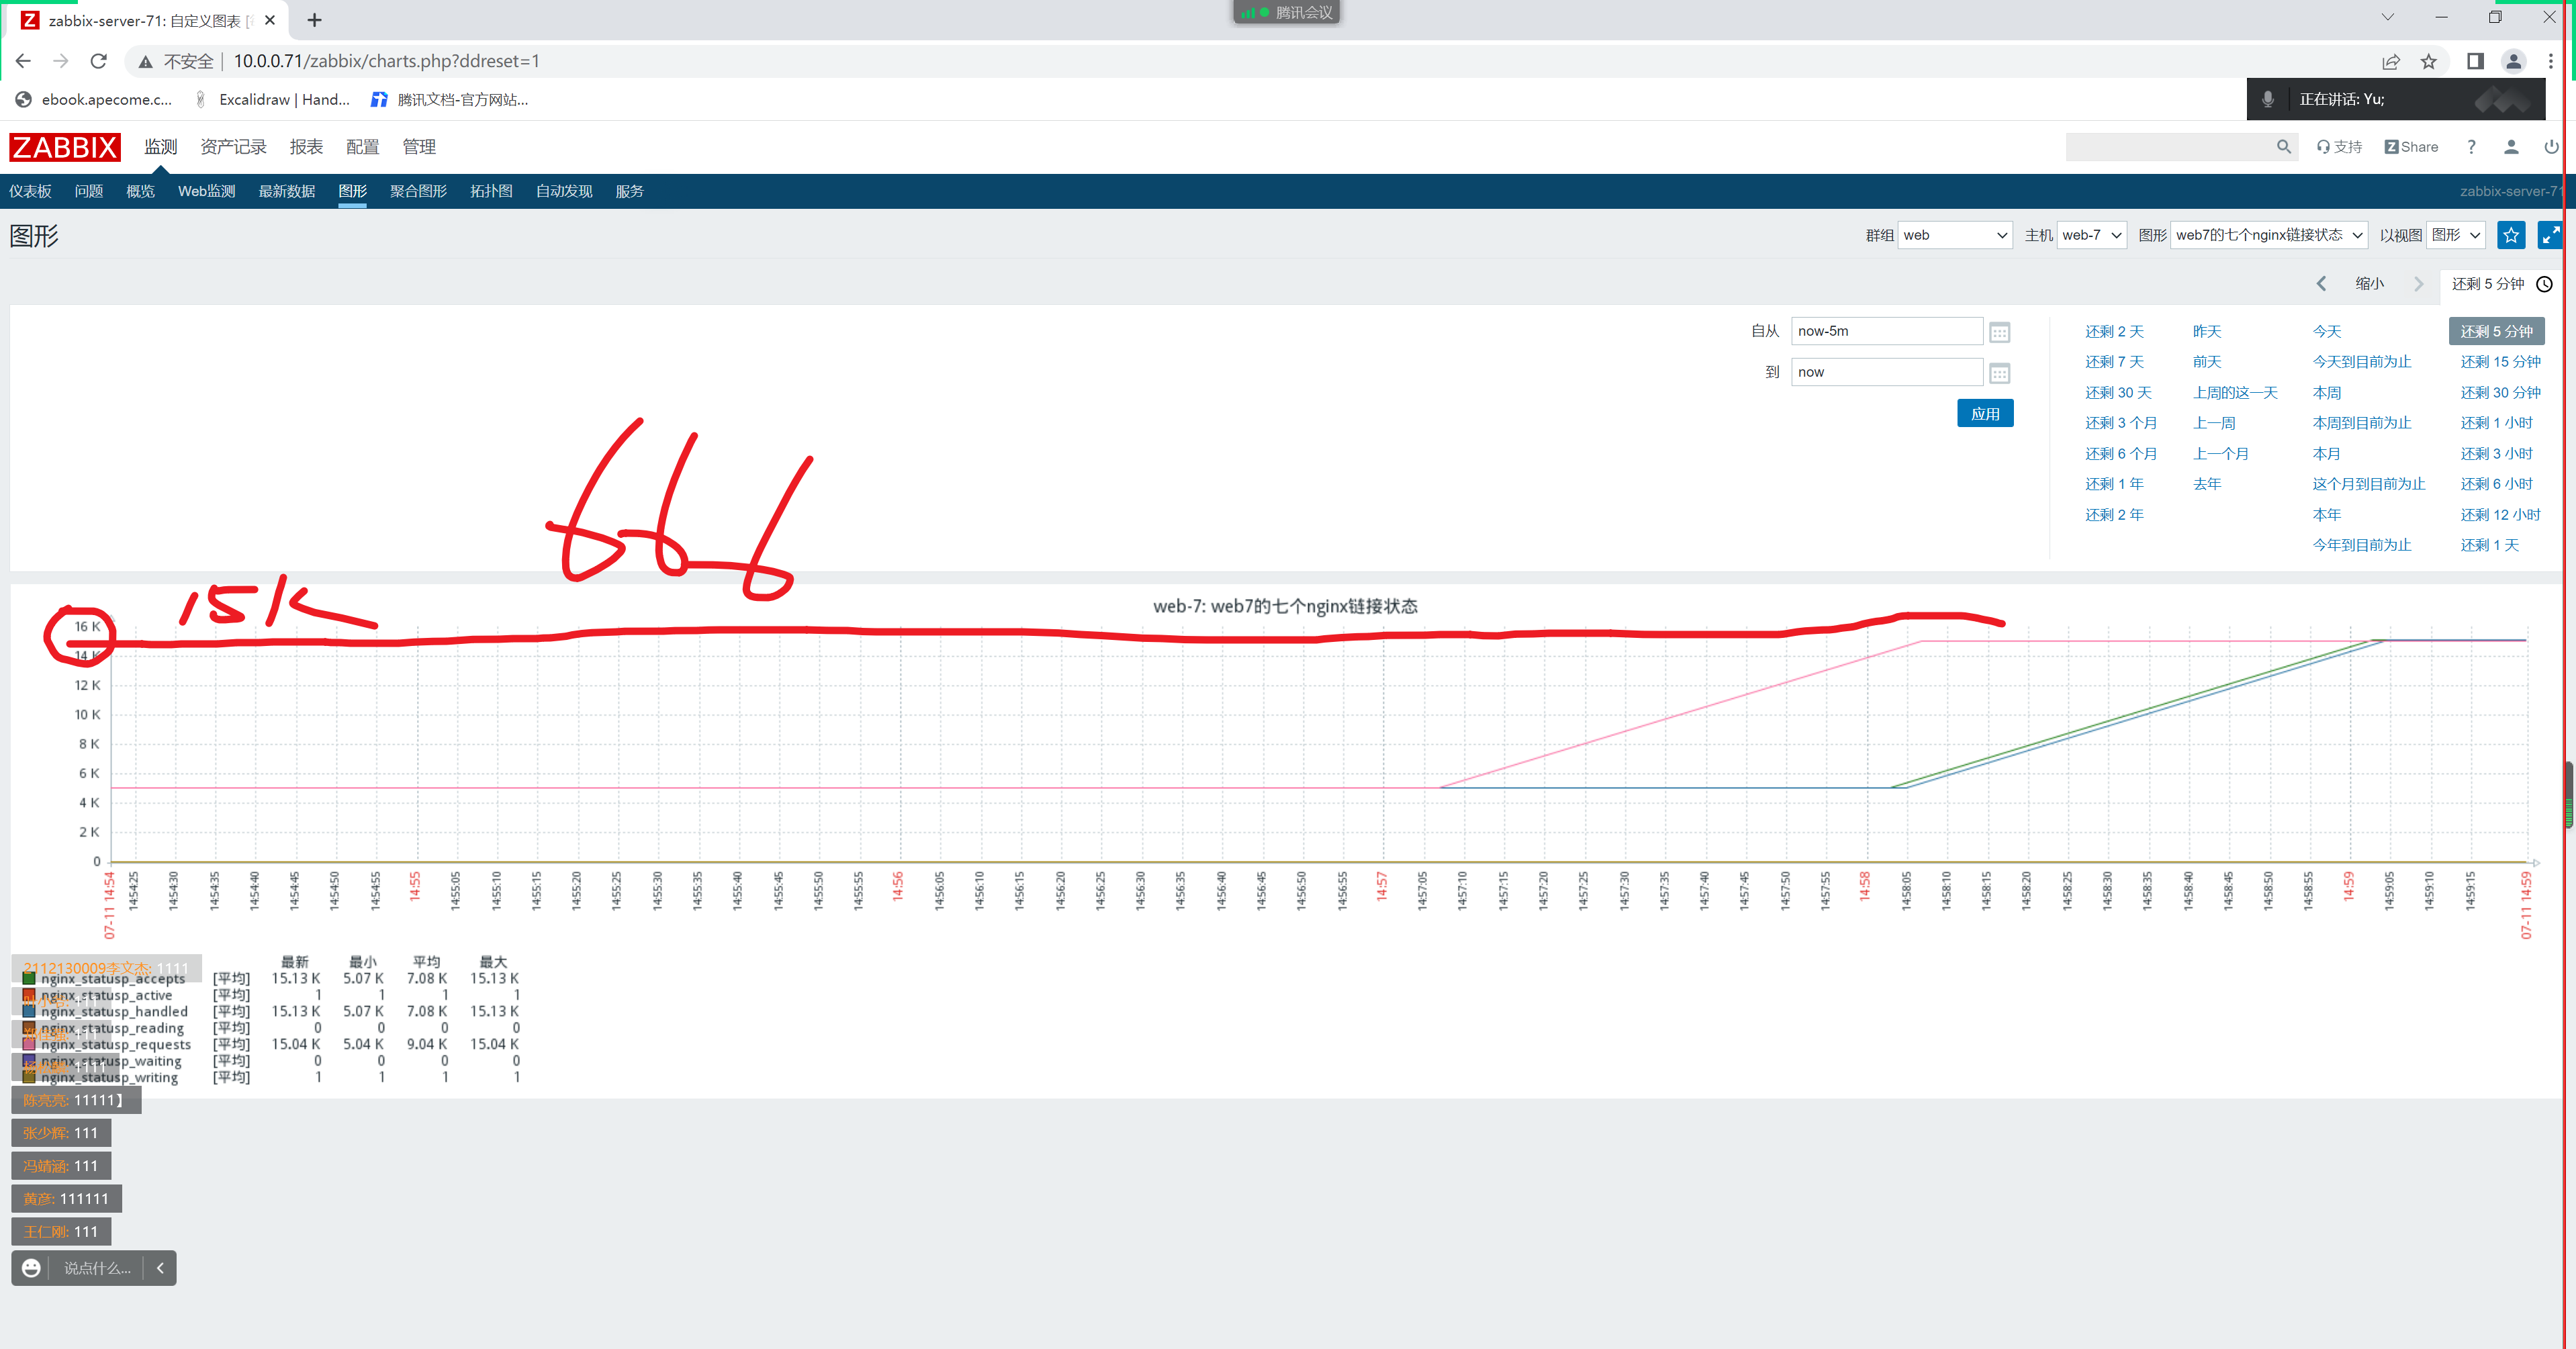 zabbix-server-71: 自定义图表 [
腾讯会议
不安全 10.0.0.71/zabbix/charts.php?ddreset=1
ebook.apecome.c...
Excalidraw | Hand...
腾讯文档-官方网站...
正在讲话: Yu;
ZABBIX 监测 资产记录 报表 配置 管理
支持 Z Share ?
仪表板 问题 概览 Web监测 最新数据 图形 聚合图形 拓扑图 自动发现 服务 zabbix-server-71
图形
群组 web 主机 web-7 图形 web7的七个nginx链接状态 以视图 图形
缩小 还剩 5 分钟
自从 now-5m
到 now
应用
还剩 2 天 昨天 今天 还剩 5 分钟
还剩 7 天 前天 今天到目前为止 还剩 15 分钟
还剩 30 天 上周的这一天 本周 还剩 30 分钟
还剩 3 个月 上一周 本周到目前为止 还剩 1 小时
还剩 6 个月 上一个月 本月 还剩 3 小时
还剩 1 年 去年 这个月到目前为止 还剩 6 小时
还剩 2 年 本年 还剩 12 小时
今年到目前为止 还剩 1 天
666
15K
web-7: web7的七个nginx链接状态
16 K
14 K
12 K
10 K
8 K
6 K
4 K
2 K
0
07-11 14:54 14:54:25 14:54:30 14:54:35 14:54:40 14:54:45 14:54:50 14:54:55 14:55 14:55:05 14:55:10 14:55:15 14:55:20 14:55:25 14:55:30 14:55:35 14:55:40 14:55:45 14:55:50 14:55:55 14:56 14:56:05 14:56:10 14:56:15 14:56:20 14:56:25 14:56:30 14:56:35 14:56:40 14:56:45 14:56:50 14:56:55 14:57 14:57:05 14:57:10 14:57:15 14:57:20 14:57:25 14:57:30 14:57:35 14:57:40 14:57:45 14:57:50 14:57:55 14:58 14:58:05 14:58:10 14:58:15 14:58:20 14:58:25 14:58:30 14:58:35 14:58:40 14:58:45 14:58:50 14:58:55 14:59 14:59:05 14:59:10 14:59:15 07-11 14:59
最新 最小 平均 最大
2112130009李文杰: 1111
nginx_statusp_accepts [平均] 15.13 K 5.07 K 7.08 K 15.13 K
nginx_statusp_active [平均] 1 1 1 1
nginx_statusp_handled [平均] 15.13 K 5.07 K 7.08 K 15.13 K
nginx_statusp_reading [平均] 0 0 0 0
nginx_statusp_requests [平均] 15.04 K 5.04 K 9.04 K 15.04 K
nginx_statusp_waiting [平均] 0 0 0 0
nginx_statusp_writing [平均] 1 1 1 1
陈亮亮: 11111】
张少辉: 111
冯靖涵: 111
黄彦: 111111
王仁刚: 111
说点什么...